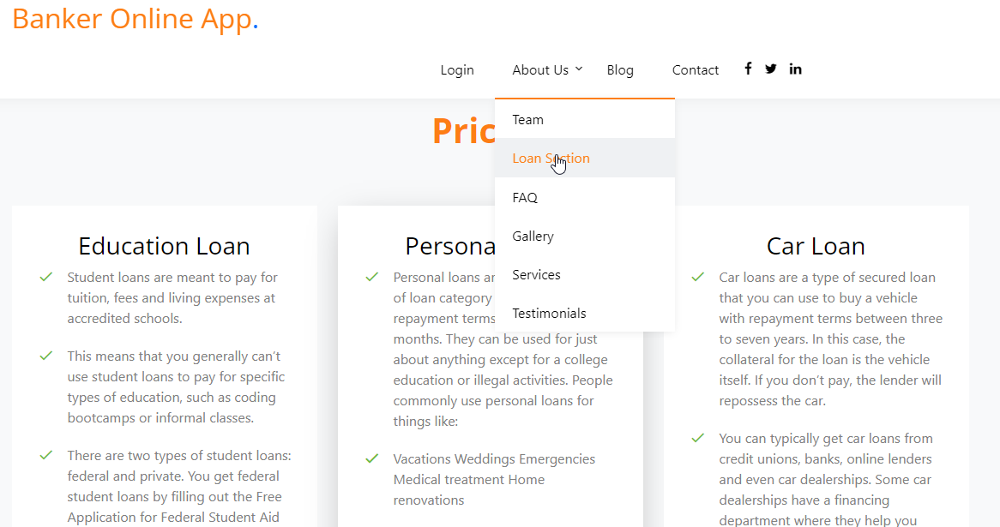 Banker Online App.
Login About Us Blog Contact
Team
Loan Section
FAQ
Gallery
Services
Testimonials
Education Loan
Student loans are meant to pay for
tuition, fees and living expenses at
accredited schools.
This means that you generally can’t
use student loans to pay for specific
types of education, such as coding
bootcamps or informal classes.
There are two types of student loans:
federal and private. You get federal
student loans by filling out the Free
Application for Federal Student Aid
Personal loans
of loan category
repayment terms
months. They can be used for just
about anything except for a college
education or illegal activities. People
commonly use personal loans for
things like:
Vacations Weddings Emergencies
Medical treatment Home
renovations
Car Loan
Car loans are a type of secured loan
that you can use to buy a vehicle
with repayment terms between three
to seven years. In this case, the
collateral for the loan is the vehicle
itself. If you don’t pay, the lender will
repossess the car.
You can typically get car loans from
credit unions, banks, online lenders
and even car dealerships. Some car
dealerships have a financing
department where they help you